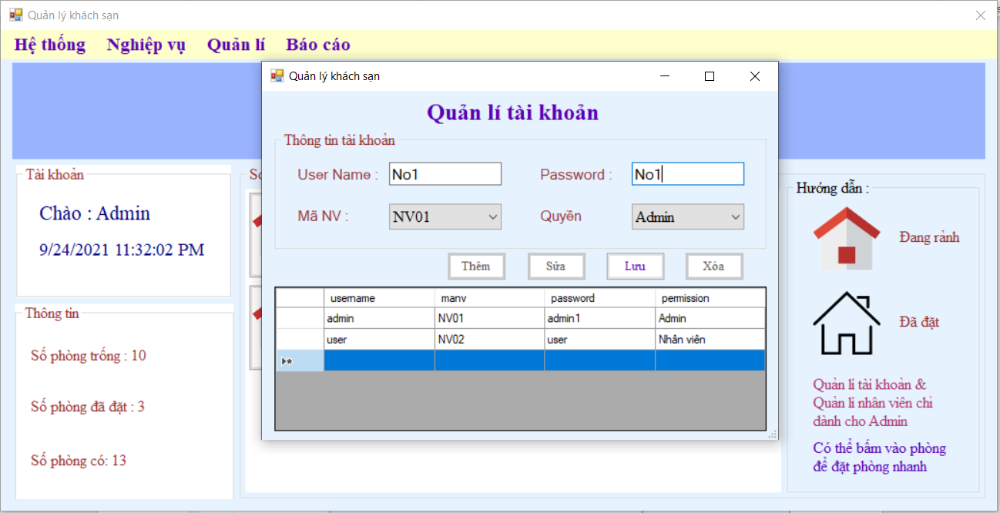 Quản lý khách sạn
Hệ thống Nghiệp vụ Quản lí Báo cáo
Tài khoản
Chào : Admin
9/24/2021 11:32:02 PM
Thông tin
Số phòng trống : 10
Số phòng đã đặt : 3
Số phòng có: 13
Quản lý khách sạn
Quản lí tài khoản
Thông tin tài khoản
User Name : No1 Password : No1
Mã NV : NV01 Quyền Admin
Thêm Sửa Lưu Xóa
username manv password permission
admin NV01 admin1 Admin
user NV02 user Nhân viên
Hướng dẫn :
Đang rảnh
Đã đặt
Quản lí tài khoản &
Quản lí nhân viên chỉ
dành cho Admin
Có thể bấm vào phòng
để đặt phòng nhanh